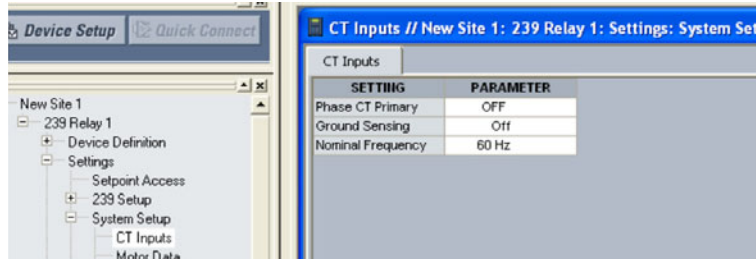 Device Setup
Quick Connect
New Site 1
239 Relay 1
Device Definition
Settings
Setpoint Access
239 Setup
System Setup
CT Inputs
Motor Data
CT Inputs // New Site 1: 239 Relay 1: Settings: System Set
CT Inputs
SETTING PARAMETER
Phase CT Primary OFF
Ground Sensing Off
Nominal Frequency 60 Hz